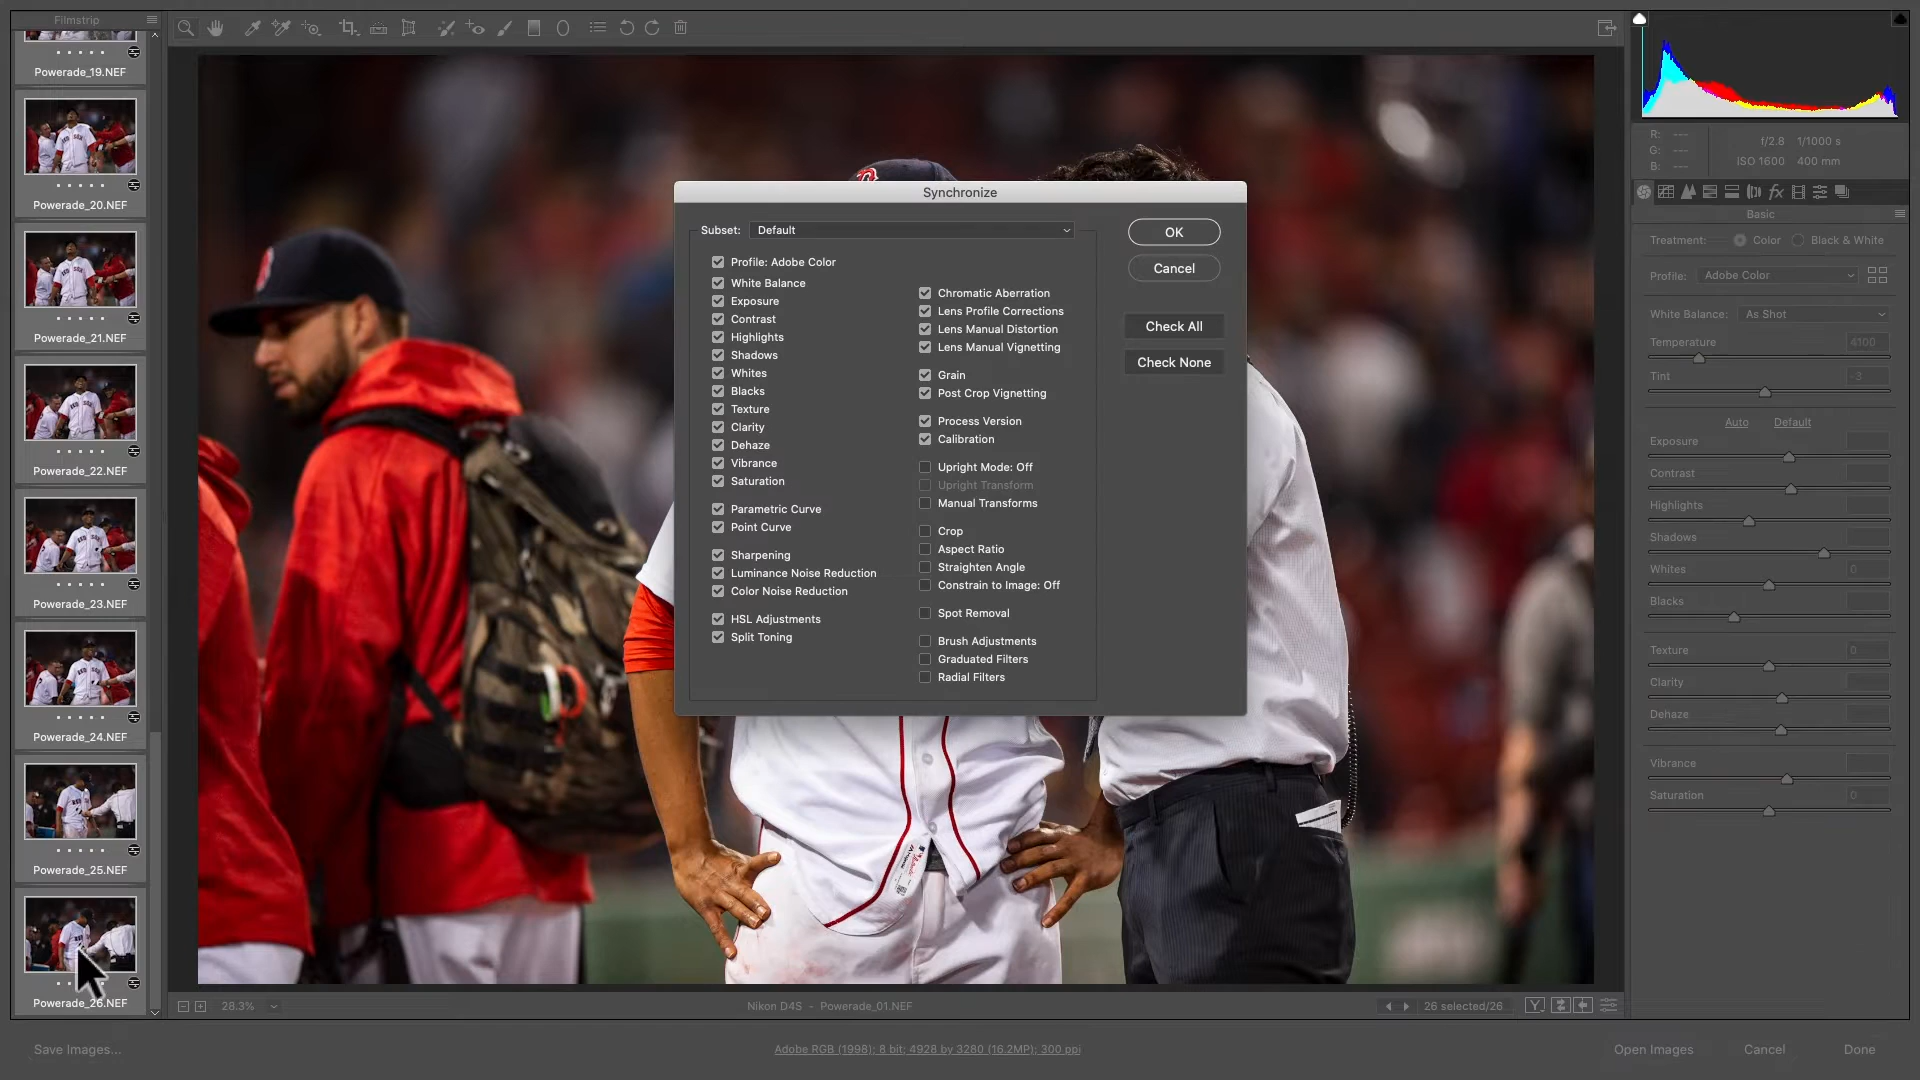 Filmstrip
Powerade_19.NEF
Powerade_20.NEF
Powerade_21.NEF
Powerade_22.NEF
Powerade_23.NEF
Powerade_24.NEF
Powerade_25.NEF
Powerade_26.NEF
Synchronize
Subset: Default
Profile: Adobe Color
White Balance
Exposure
Contrast
Highlights
Shadows
Whites
Blacks
Texture
Clarity
Dehaze
Vibrance
Saturation
Parametric Curve
Point Curve
Sharpening
Luminance Noise Reduction
Color Noise Reduction
HSL Adjustments
Split Toning
Chromatic Aberration
Lens Profile Corrections
Lens Manual Distortion
Lens Manual Vignetting
Grain
Post Crop Vignetting
Process Version
Calibration
Upright Mode: Off
Upright Transform
Manual Transforms
Crop
Aspect Ratio
Straighten Angle
Constrain to Image: Off
Spot Removal
Brush Adjustments
Graduated Filters
Radial Filters
OK
Cancel
Check All
Check None
R: ---
G: ---
B: ---
f/2.8 1/1000 s
ISO 1600 400 mm
fx
Basic
Treatment: Color Black & White
Profile: Adobe Color
White Balance: As Shot
Temperature 4100
Tint -3
Auto Default
Exposure
Contrast
Highlights
Shadows
Whites 0
Blacks
Texture 0
Clarity
Dehaze
Vibrance
Saturation 0
28.3%
Nikon D4S - Powerade_01.NEF
26 selected/26
Y
Save Images...
Adobe RGB (1998); 8 bit; 4928 by 3280 (16.2MP); 300 ppi
Open Images
Cancel
Done